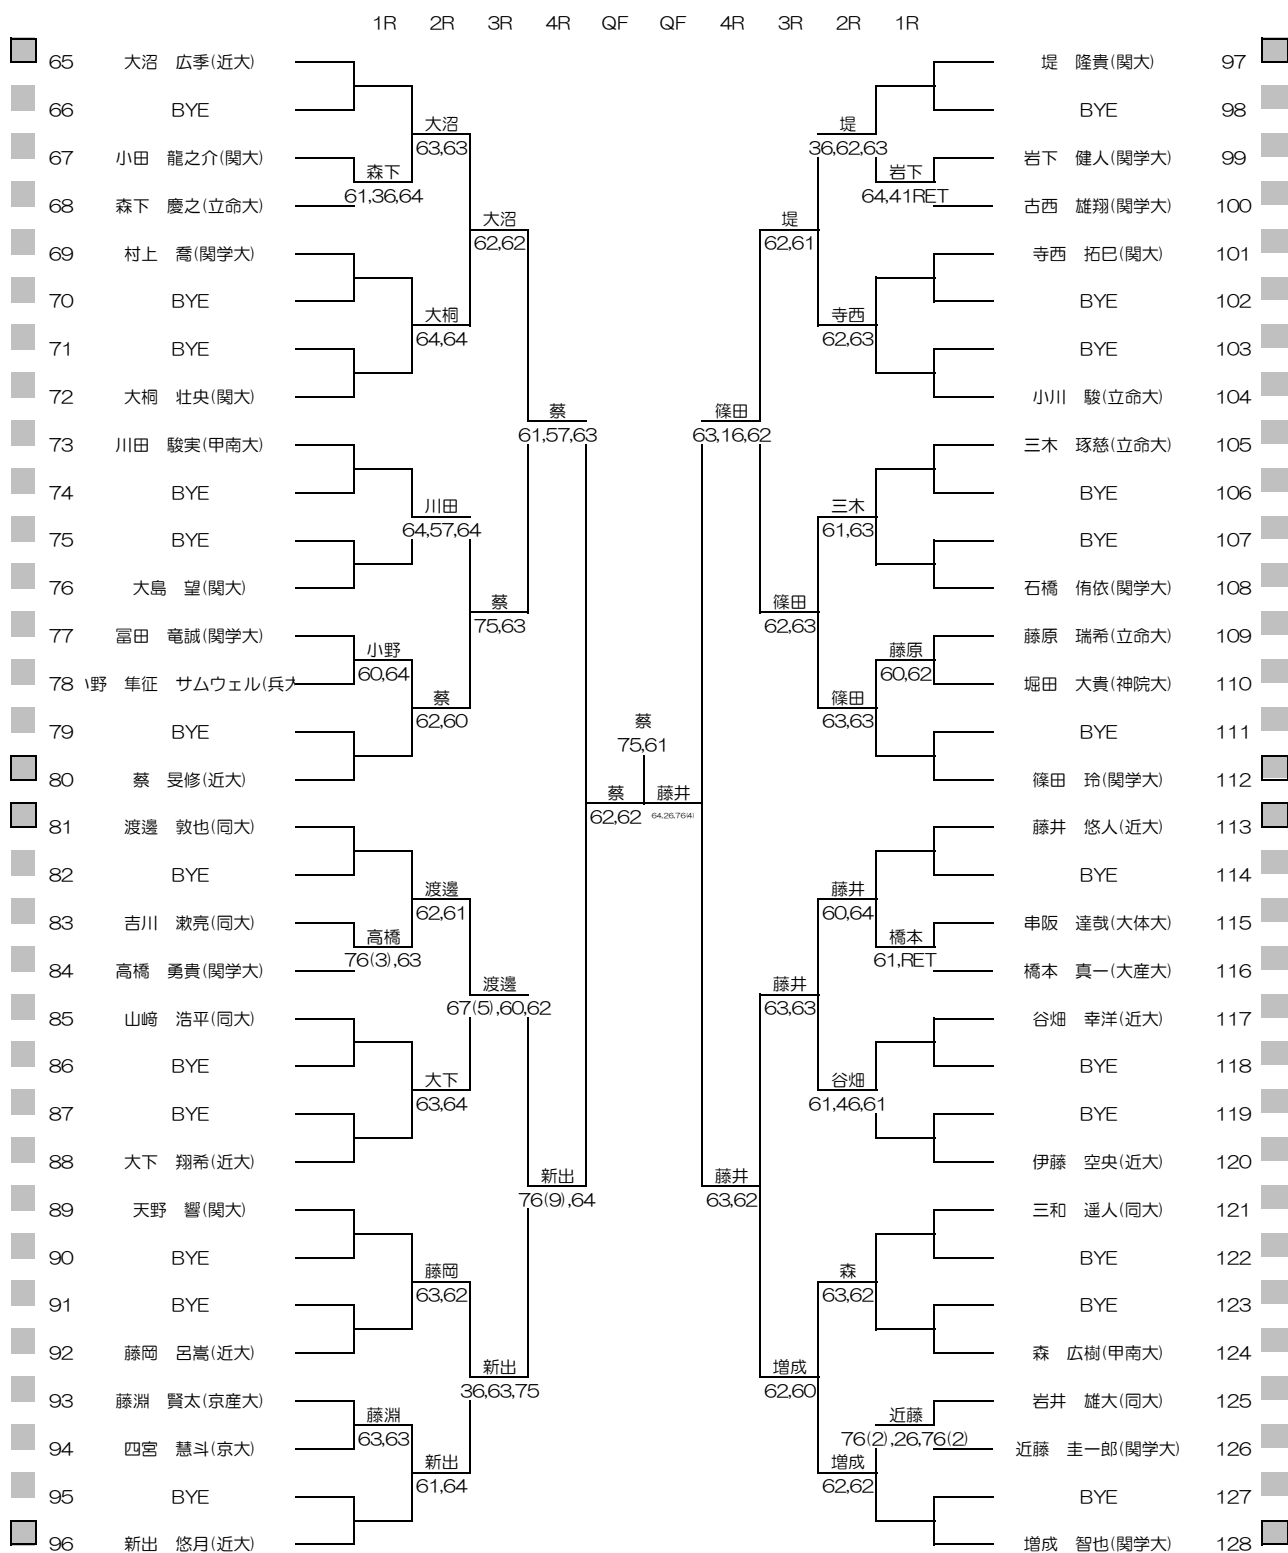 1R 2R 3R 4R QF QF 4R 3R 2R 1R
65 大沼 広季(近大) 堤 隆貴(関大) 97
66 BYE BYE 98
大沼 堤
63,63 36,62,63
67 小田 龍之介(関大) 岩下 健人(関学大) 99
森下 岩下
61,36,64 64,41RET
68 森下 慶之(立命大) 古西 雄翔(関学大) 100
大沼 堤
62,62 62,61
69 村上 喬(関学大) 寺西 拓巳(関大) 101
70 BYE BYE 102
大桐 寺西
64,64 62,63
71 BYE BYE 103
72 大桐 壮央(関大) 小川 駿(立命大) 104
蔡 篠田
61,57,63 63,16,62
73 川田 駿実(甲南大) 三木 琢慈(立命大) 105
74 BYE BYE 106
川田 三木
64,57,64 61,63
75 BYE BYE 107
76 大島 望(関大) 石橋 侑依(関学大) 108
蔡 篠田
75,63 62,63
77 冨田 竜誠(関学大) 藤原 瑞希(立命大) 109
小野 藤原
60,64 60,62
78 野 隼征 サムウェル(兵 堀田 大貴(神院大) 110
蔡 篠田
62,60 63,63
79 BYE BYE 111
蔡
75,61
80 蔡 旻修(近大) 篠田 玲(関学大) 112
蔡 藤井
62,62 64,26,76(4)
81 渡邊 敦也(同大) 藤井 悠人(近大) 113
82 BYE BYE 114
渡邊 藤井
62,61 60,64
83 吉川 漱亮(同大) 串阪 達哉(大体大) 115
高橋 橋本
76(3),63 61,RET
84 高橋 勇貴(関学大) 橋本 真一(大産大) 116
渡邊 藤井
67(5),60,62 63,63
85 山﨑 浩平(同大) 谷畑 幸洋(近大) 117
86 BYE BYE 118
大下 谷畑
63,64 61,46,61
87 BYE BYE 119
88 大下 翔希(近大) 伊藤 空央(近大) 120
新出 藤井
76(9),64 63,62
89 天野 響(関大) 三和 遥人(同大) 121
90 BYE BYE 122
藤岡 森
63,62 63,62
91 BYE BYE 123
92 藤岡 呂嵩(近大) 森 広樹(甲南大) 124
新出 増成
36,63,75 62,60
93 藤淵 賢太(京産大) 岩井 雄大(同大) 125
藤淵 近藤
63,63 76(2),26,76(2)
94 四宮 慧斗(京大) 近藤 圭一郎(関学大) 126
新出 増成
61,64 62,62
95 BYE BYE 127
96 新出 悠月(近大) 増成 智也(関学大) 128